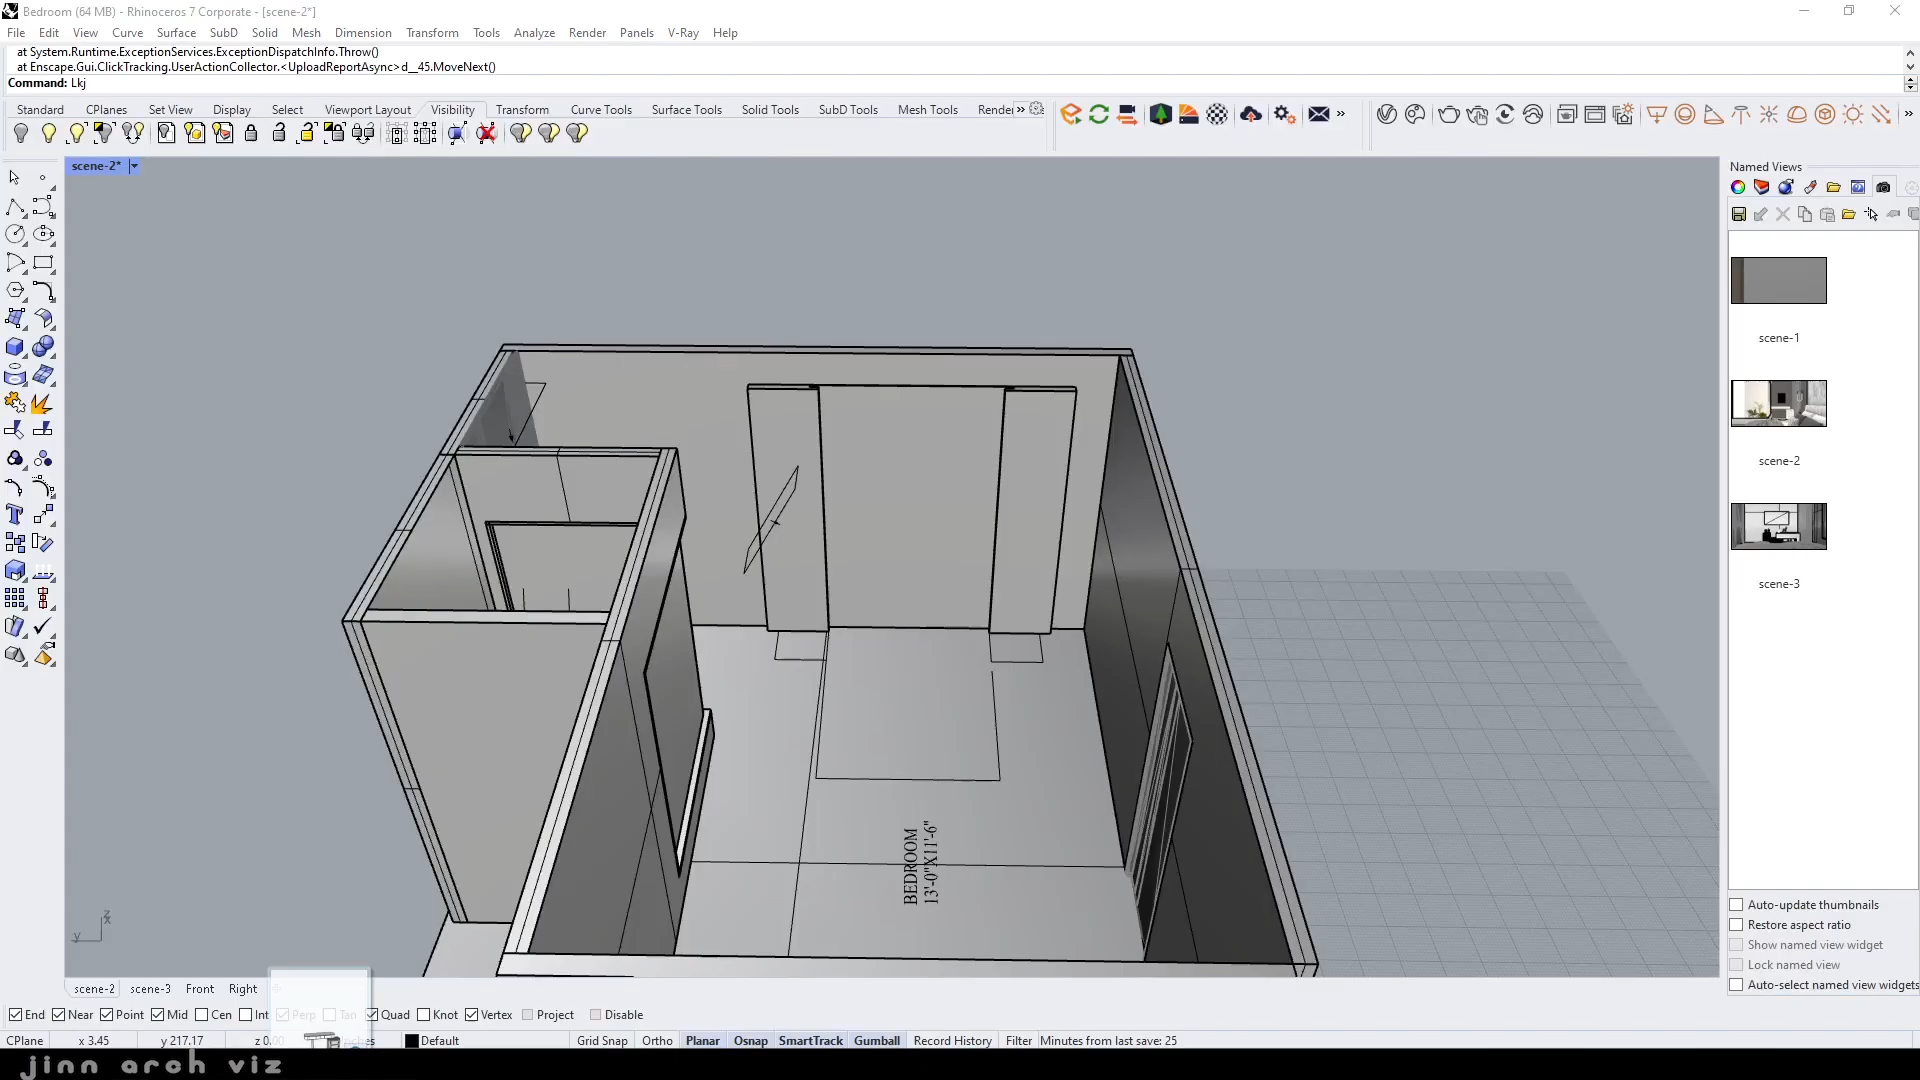 Bedroom (64 MB) - Rhinoceros 7 Corporate - [scene-2*]
File Edit View Curve Surface SubD Solid Mesh Dimension Transform Tools Analyze Render Panels V-Ray Help
at System.Runtime.ExceptionServices.ExceptionDispatchInfo.Throw()
at Enscape.Gui.ClickTracking.UserActionCollector.<UploadReportAsync>d__45.MoveNext()
Command: Lkj
Standard CPlanes Set View Display Select Viewport Layout Visibility Transform Curve Tools Surface Tools Solid Tools SubD Tools Mesh Tools Render
scene-2*
Named Views
scene-1
scene-2
scene-3
BEDROOM
13'-0"X11'-6"
z
x
y
Auto-update thumbnails
Restore aspect ratio
Show named view widget
Lock named view
Auto-select named view widgets
scene-2 scene-3 Front Right
End Near Point Mid Cen Int Perp Tan Quad Knot Vertex Project Disable
CPlane x 3.45 y 217.17 z 0.00 Default Grid Snap Ortho Planar Osnap SmartTrack Gumball Record History Filter Minutes from last save: 25
jinn arch viz